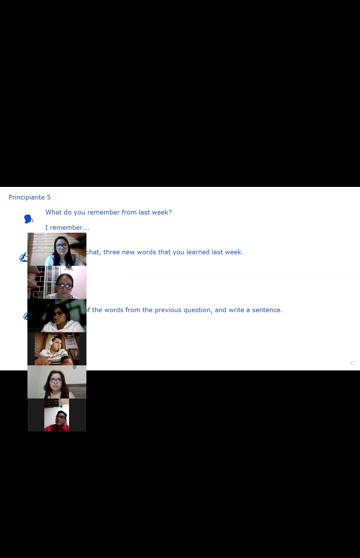 Principiante 5
What do you remember from last week?
I remember...
chat, three new words that you learned last week.
of the words from the previous question, and write a sentence.